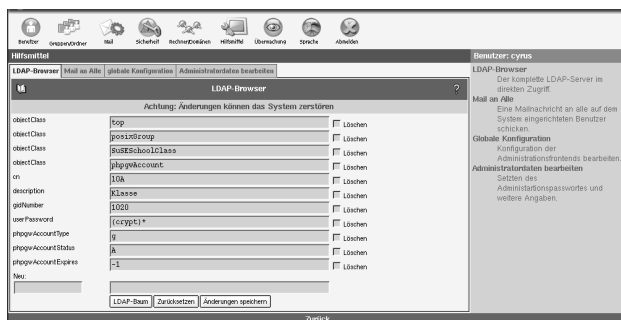 Benutzer Gruppen/Ordner Mail Sicherheit Rechner/Domänen Hilfsmittel Überwachung Sprache Abmelden
Hilfsmittel
LDAP-Browser Mail an Alle globale Konfiguration Administratordaten bearbeiten
LDAP-Browser ?
Achtung: Änderungen können das System zerstören
objectClass top Löschen
objectClass posixGroup Löschen
objectClass SuSESchoolClass Löschen
objectClass phpgwAccount Löschen
cn 10A Löschen
description Klasse Löschen
gidNumber 1020 Löschen
userPassword {crypt}* Löschen
phpgwAccountType g Löschen
phpgwAccountStatus A Löschen
phpgwAccountExpires -1 Löschen
Neu:
LDAP-Baum Zurücksetzen Änderungen speichern
Zurück
Benutzer: cyrus
LDAP-Browser
Der komplette LDAP-Server im
direkten Zugriff.
Mail an Alle
Eine Mailnachricht an alle auf dem
System eingerichteten Benutzer
schicken.
Globale Konfiguration
Konfiguration der
Administrationsfrontends bearbeiten.
Administratordaten bearbeiten
Setzten des
Administartionspasswortes und
weitere Angaben.